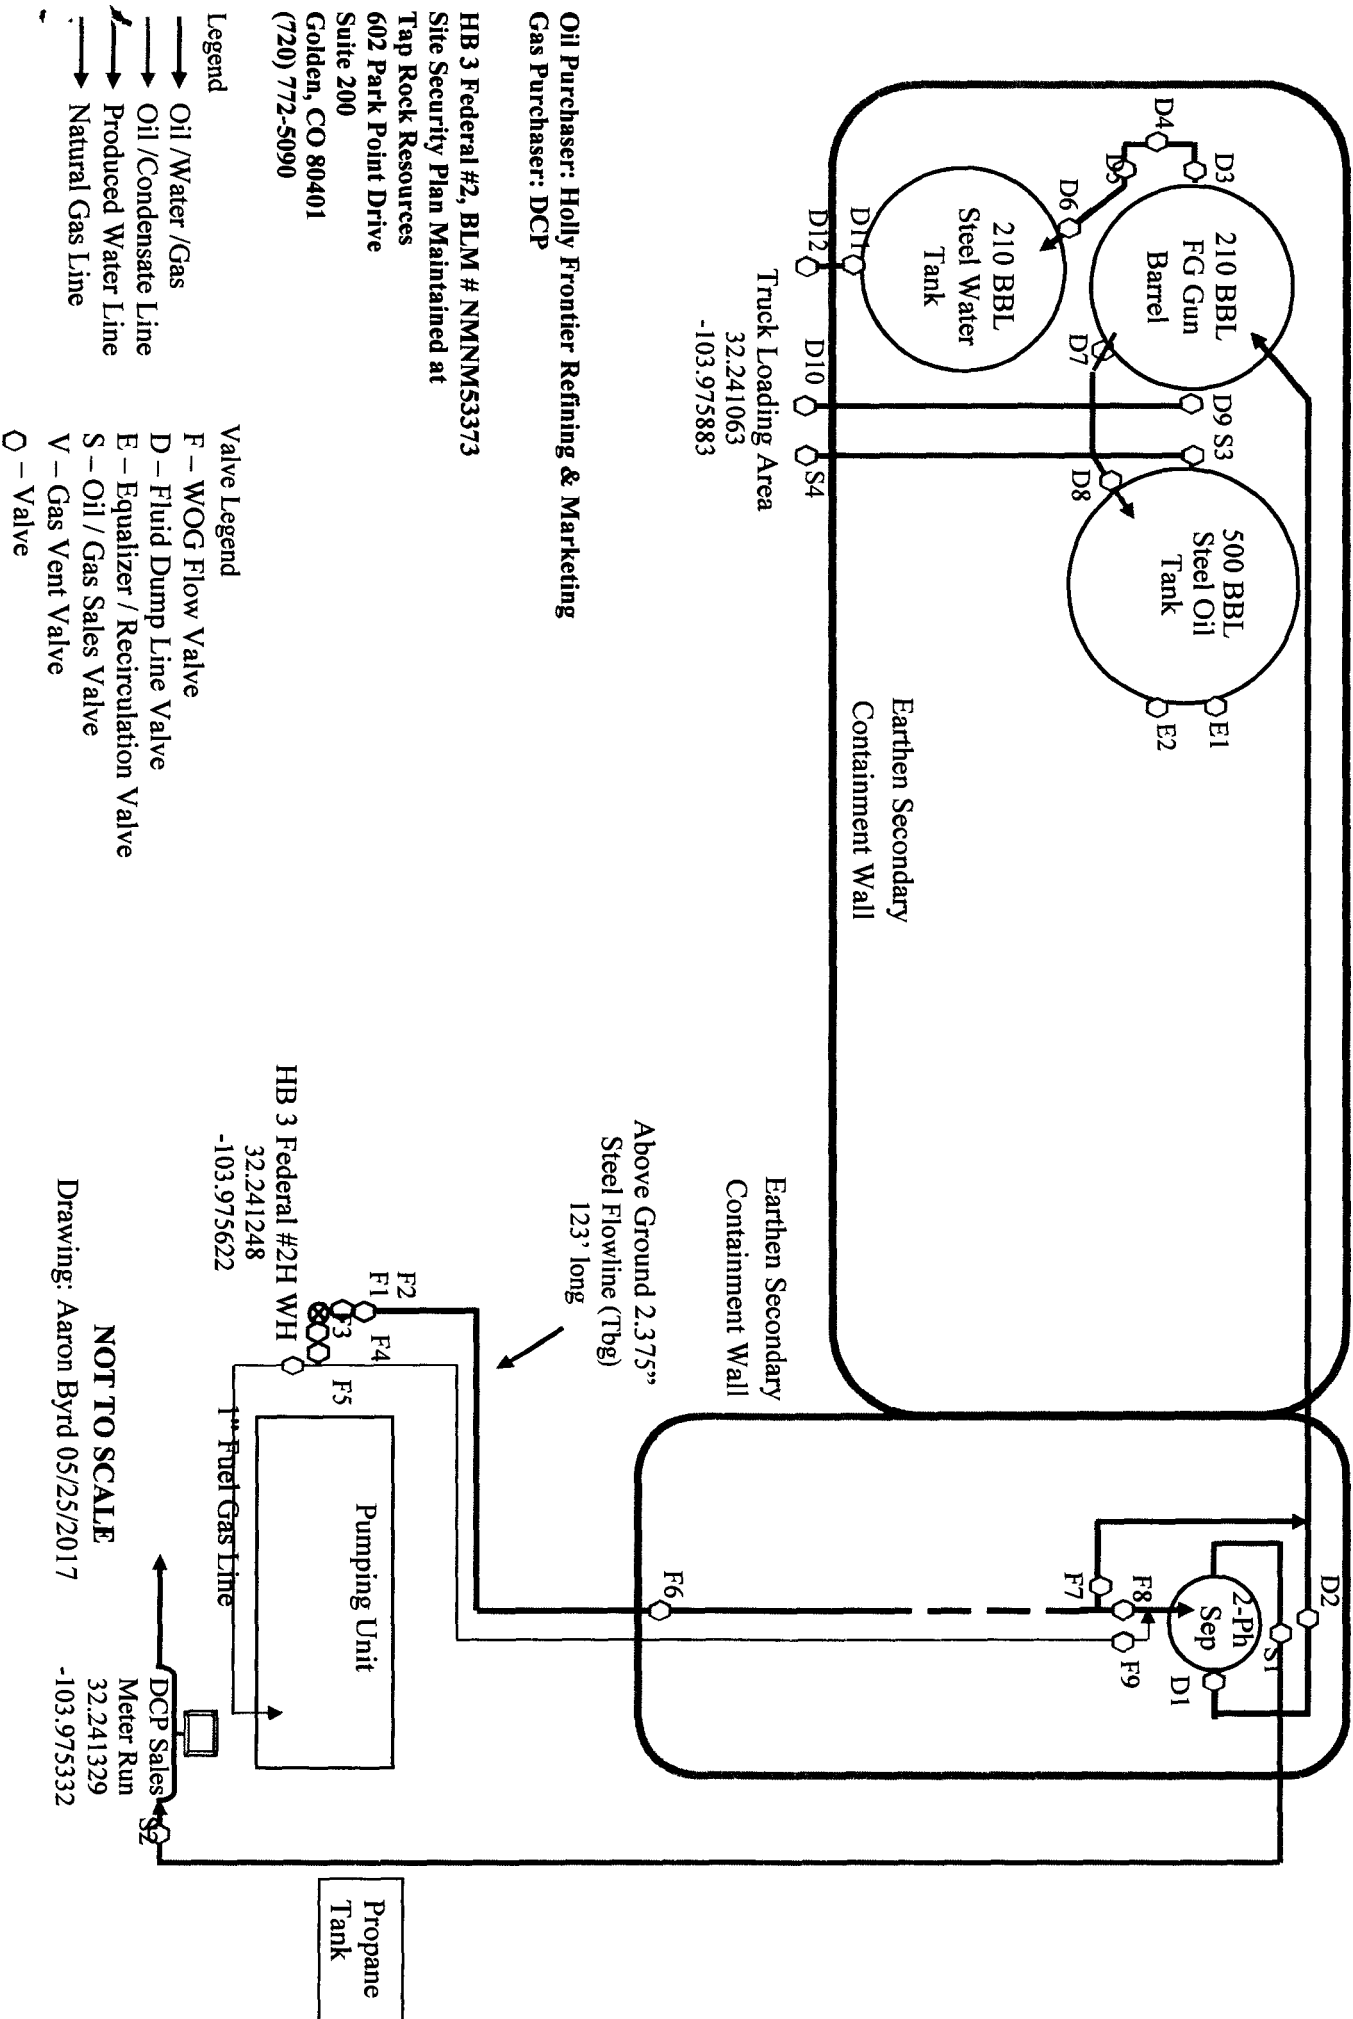 D3
D4
D5
D6
210 BBL
FG Gun
Barrel
D7
D9 S3
D8
500 BBL
Steel Oil
Tank
E1
E2
210 BBL
Steel Water
Tank
D11
D12
D10
S4
Truck Loading Area
32.241063
-103.975883
Earthen Secondary
Containment Wall
Earthen Secondary
Containment Wall
D2
S1
2-Ph
Sep
D1
F8
F7
F9
F6
Above Ground 2.375”
Steel Flowline (Tbg)
123’ long
F2
F1
F3
F4
F5
HB 3 Federal #2H WH
32.241248
-103.975622
Pumping Unit
1” Fuel Gas Line
DCP Sales
Meter Run
32.241329
-103.975332
S2
Propane
Tank
Oil Purchaser: Holly Frontier Refining & Marketing
Gas Purchaser: DCP
HB 3 Federal #2, BLM # NMNM53373
Site Security Plan Maintained at
Tap Rock Resources
602 Park Point Drive
Suite 200
Golden, CO 80401
(720) 772-5090
Legend
Oil /Water /Gas
Oil /Condensate Line
Produced Water Line
Natural Gas Line
Valve Legend
F – WOG Flow Valve
D – Fluid Dump Line Valve
E – Equalizer / Recirculation Valve
S – Oil / Gas Sales Valve
V – Gas Vent Valve
– Valve
NOT TO SCALE
Drawing: Aaron Byrd 05/25/2017